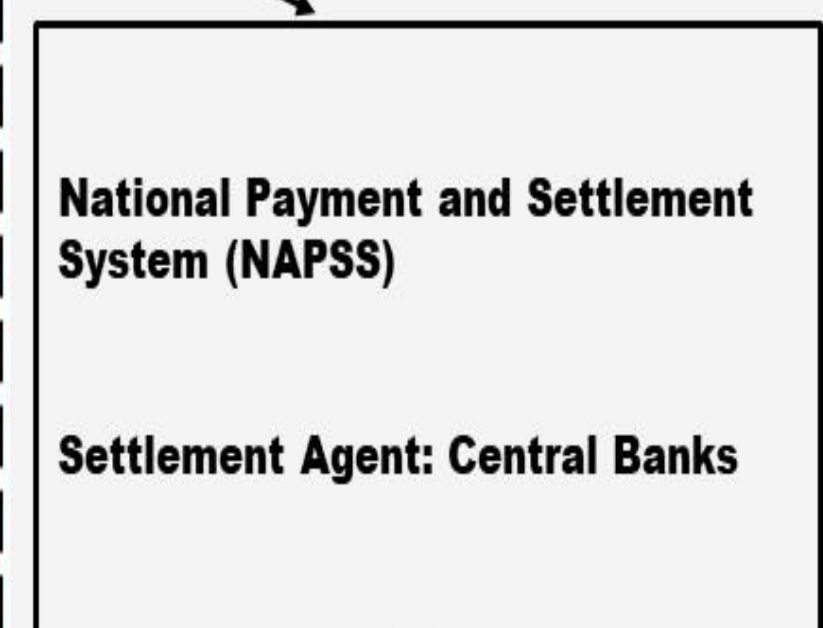 National Payment and Settlement
System (NAPSS)
Settlement Agent: Central Banks